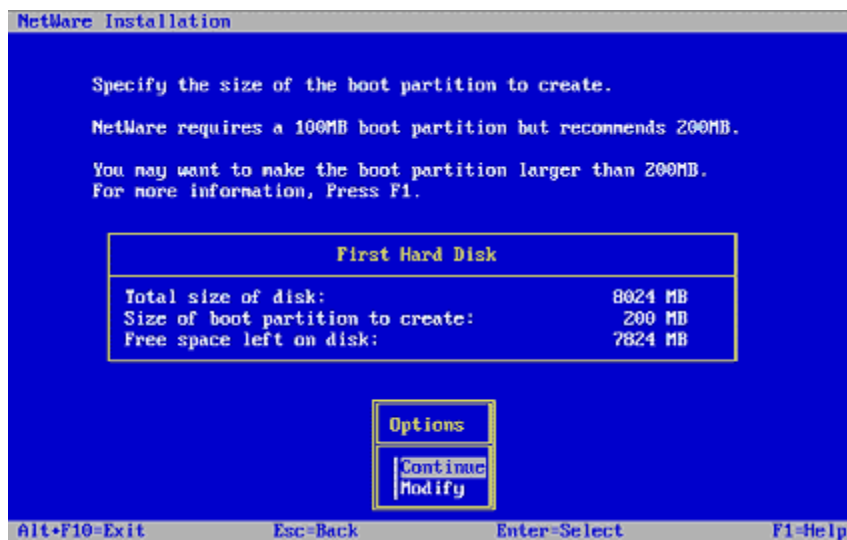 NetWare Installation
Specify the size of the boot partition to create.
NetWare requires a 100MB boot partition but recommends 200MB.
You may want to make the boot partition larger than 200MB.
For more information, Press F1.
First Hard Disk
Total size of disk: 8024 MB
Size of boot partition to create: 200 MB
Free space left on disk: 7824 MB
Options
Continue
Modify
Alt+F10=Exit Esc=Back Enter=Select F1=Help